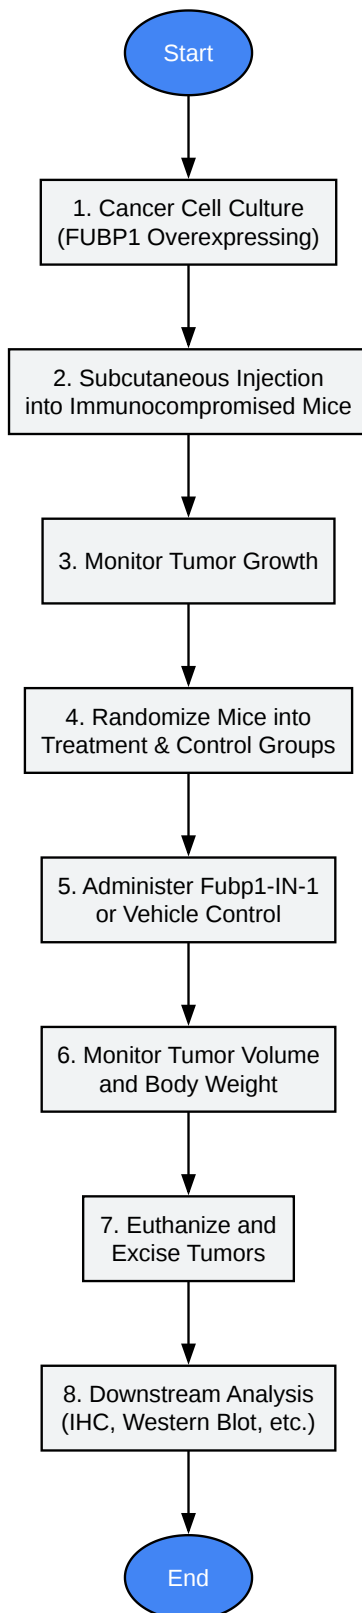 Start
1. Cancer Cell Culture
(FUBP1 Overexpressing)
2. Subcutaneous Injection
into Immunocompromised Mice
3. Monitor Tumor Growth
4. Randomize Mice into
Treatment & Control Groups
5. Administer Fubp1-IN-1
or Vehicle Control
6. Monitor Tumor Volume
and Body Weight
7. Euthanize and
Excise Tumors
8. Downstream Analysis
(IHC, Western Blot, etc.)
End